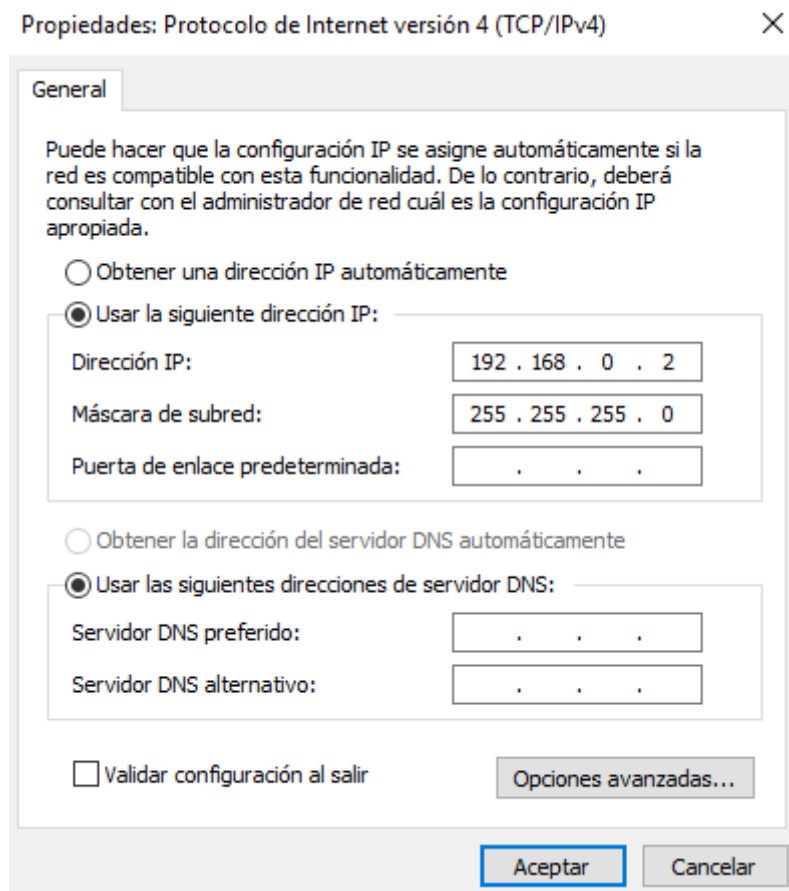 Propiedades: Protocolo de Internet versión 4 (TCP/IPv4)
General
Puede hacer que la configuración IP se asigne automáticamente si la
red es compatible con esta funcionalidad. De lo contrario, deberá
consultar con el administrador de red cuál es la configuración IP
apropiada.
Obtener una dirección IP automáticamente
Usar la siguiente dirección IP:
Dirección IP: 192 . 168 . 0 . 2
Máscara de subred: 255 . 255 . 255 . 0
Puerta de enlace predeterminada: . . .
Obtener la dirección del servidor DNS automáticamente
Usar las siguientes direcciones de servidor DNS:
Servidor DNS preferido: . . .
Servidor DNS alternativo: . . .
Validar configuración al salir Opciones avanzadas...
Aceptar Cancelar